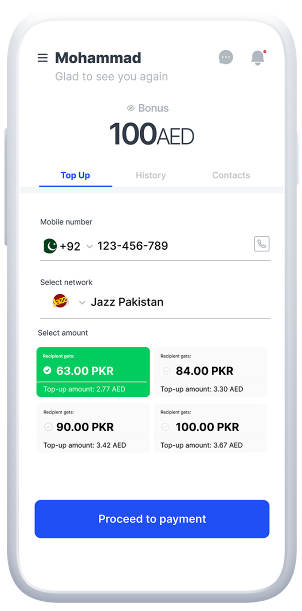 Mohammad
Glad to see you again
Bonus
100AED
Top Up
History
Contacts
Mobile number
+92 123-456-789
Select network
Jazz Jazz Pakistan
Select amount
Recipient gets:
63.00 PKR
Top-up amount: 2.77 AED
Recipient gets:
84.00 PKR
Top-up amount: 3.30 AED
Recipient gets:
90.00 PKR
Top-up amount: 3.42 AED
Recipient gets:
100.00 PKR
Top-up amount: 3.67 AED
Proceed to payment